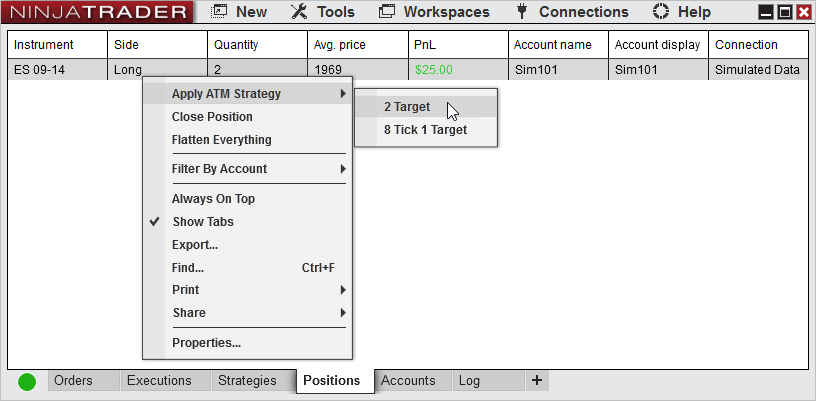 NINJATRADER New Tools Workspaces Connections Help
Instrument Side Quantity Avg. price PnL Account name Account display Connection
ES 09-14 Long 2 1969 $25.00 Sim101 Sim101 Simulated Data
Apply ATM Strategy
2 Target
Close Position
8 Tick 1 Target
Flatten Everything
Filter By Account
Always On Top
Show Tabs
Export...
Find... Ctrl+F
Print
Share
Properties...
Orders Executions Strategies Positions Accounts Log +